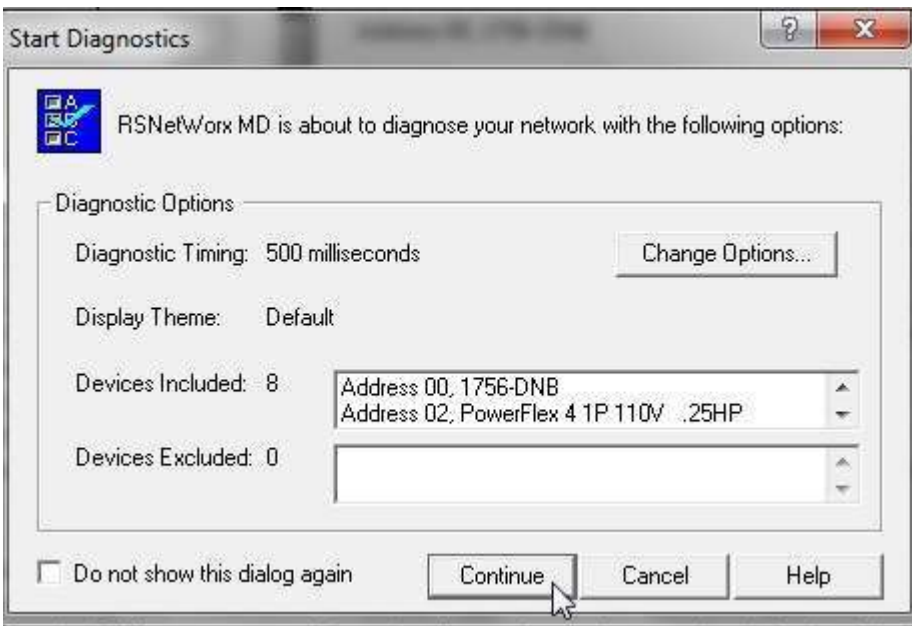 Start Diagnostics
?
X
A
B
C
RSNetWorx MD is about to diagnose your network with the following options:
Diagnostic Options
Diagnostic Timing: 500 milliseconds
Change Options...
Display Theme: Default
Devices Included: 8
Address 00, 1756-DNB
Address 02, PowerFlex 4 1P 110V .25HP
Devices Excluded: 0
Do not show this dialog again
Continue
Cancel
Help